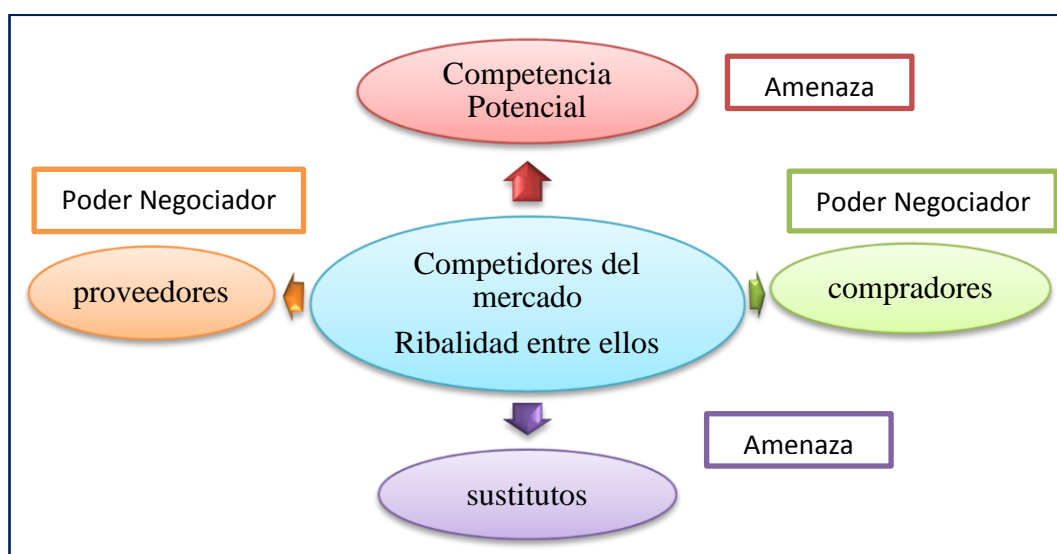 Competencia
Potencial
Amenaza
Poder Negociador
Poder Negociador
proveedores
Competidores del
mercado
Ribalidad entre ellos
compradores
Amenaza
sustitutos